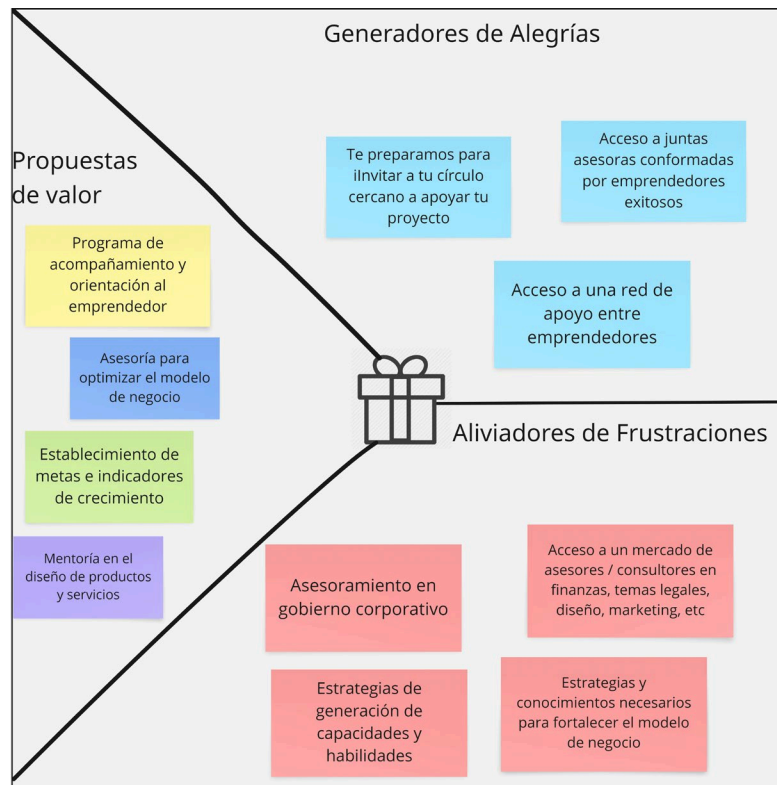 Generadores de Alegrías
Te preparamos para
iInvitar a tu círculo
cercano a apoyar tu
proyecto
Acceso a juntas
asesoras conformadas
por emprendedores
exitosos
Acceso a una red de
apoyo entre
emprendedores
Propuestas
de valor
Programa de
acompañamiento y
orientación al
emprendedor
Asesoría para
optimizar el modelo
de negocio
Establecimiento de
metas e indicadores
de crecimiento
Mentoría en el
diseño de productos
y servicios
Aliviadores de Frustraciones
Asesoramiento en
gobierno corporativo
Acceso a un mercado de
asesores / consultores en
finanzas, temas legales,
diseño, marketing, etc
Estrategias de
generación de
capacidades y
habilidades
Estrategias y
conocimientos necesarios
para fortalecer el modelo
de negocio